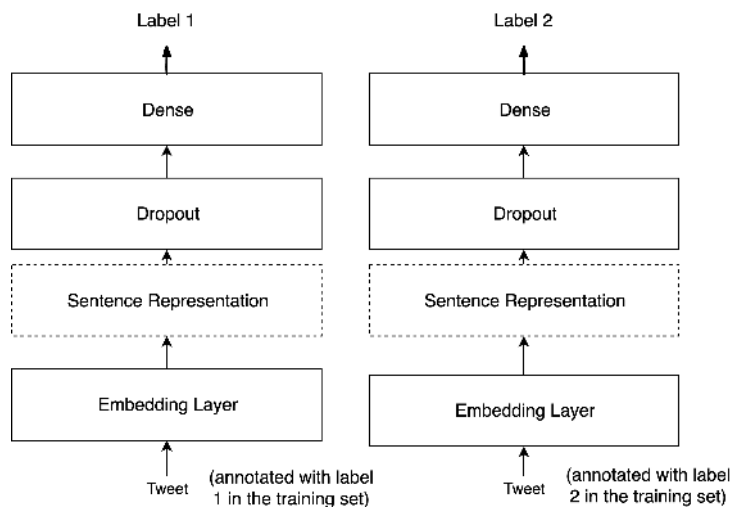 Label 1
Dense
Dropout
Sentence Representation
Embedding Layer
Tweet
(annotated with label
1 in the training set)
Label 2
Dense
Dropout
Sentence Representation
Embedding Layer
Tweet
(annotated with label
2 in the training set)